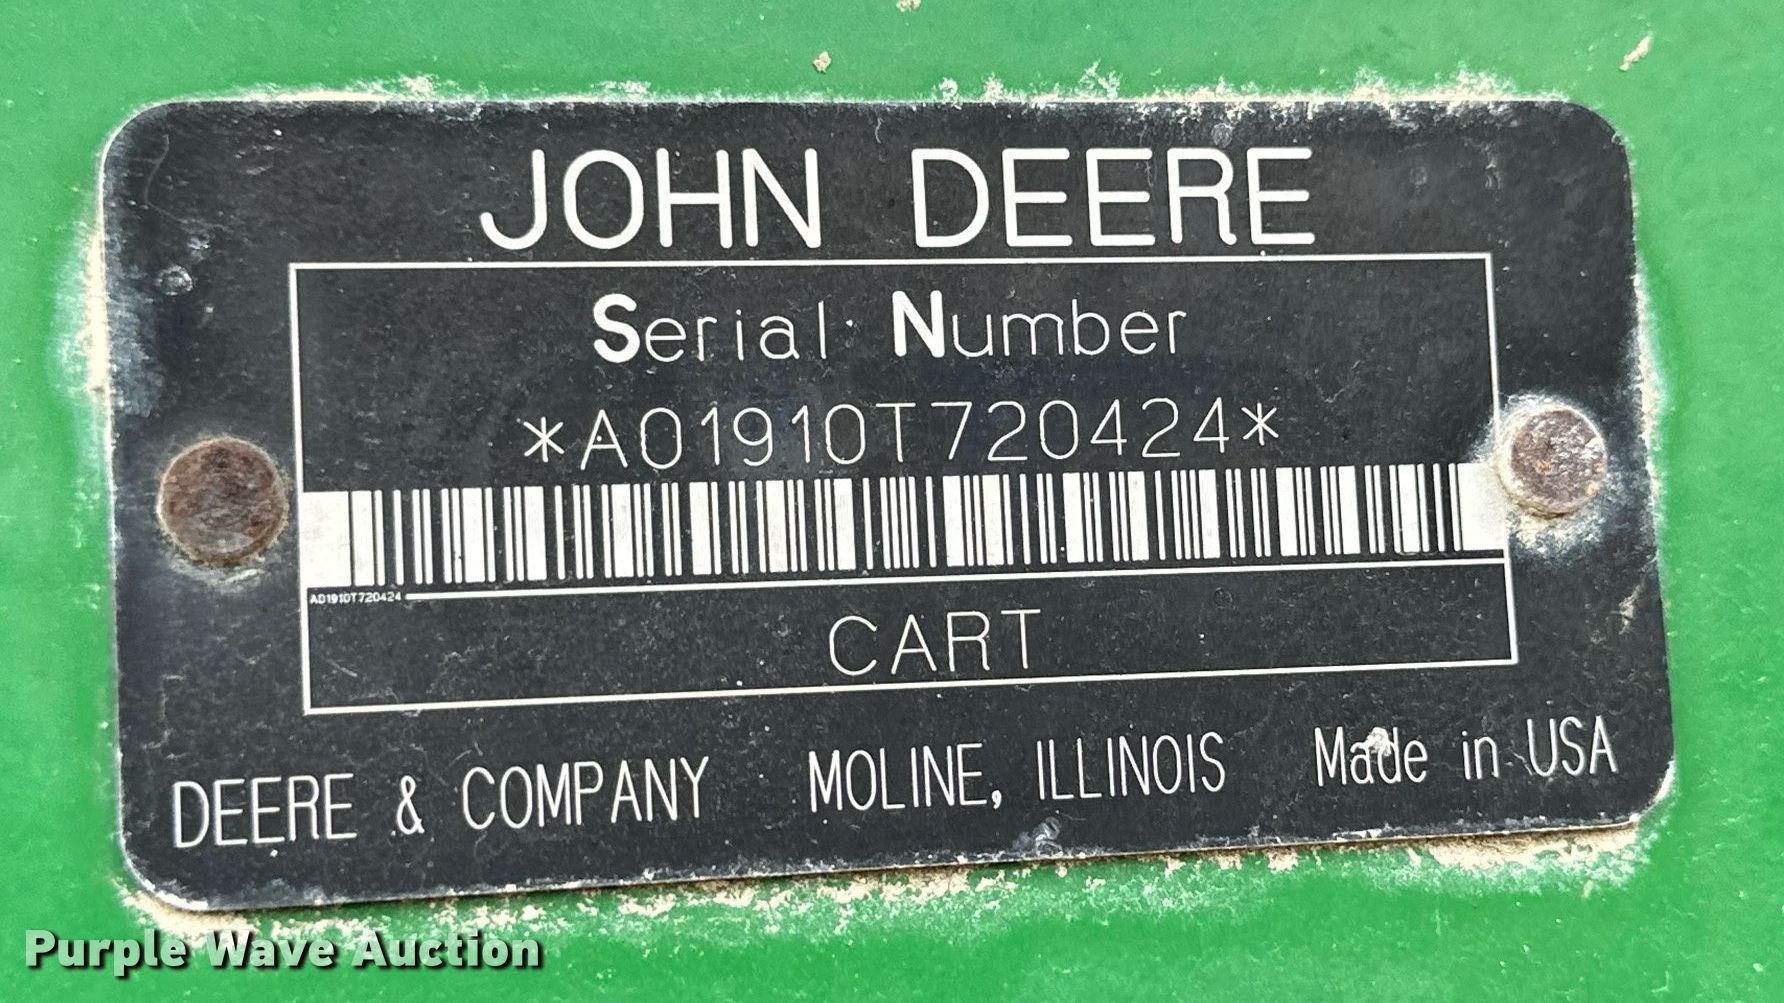 JOHN DEERE
Serial Number
*A01910T720424*
A01910T720424
CART
DEERE & COMPANY MOLINE, ILLINOIS Made in USA
Purple Wave Auction